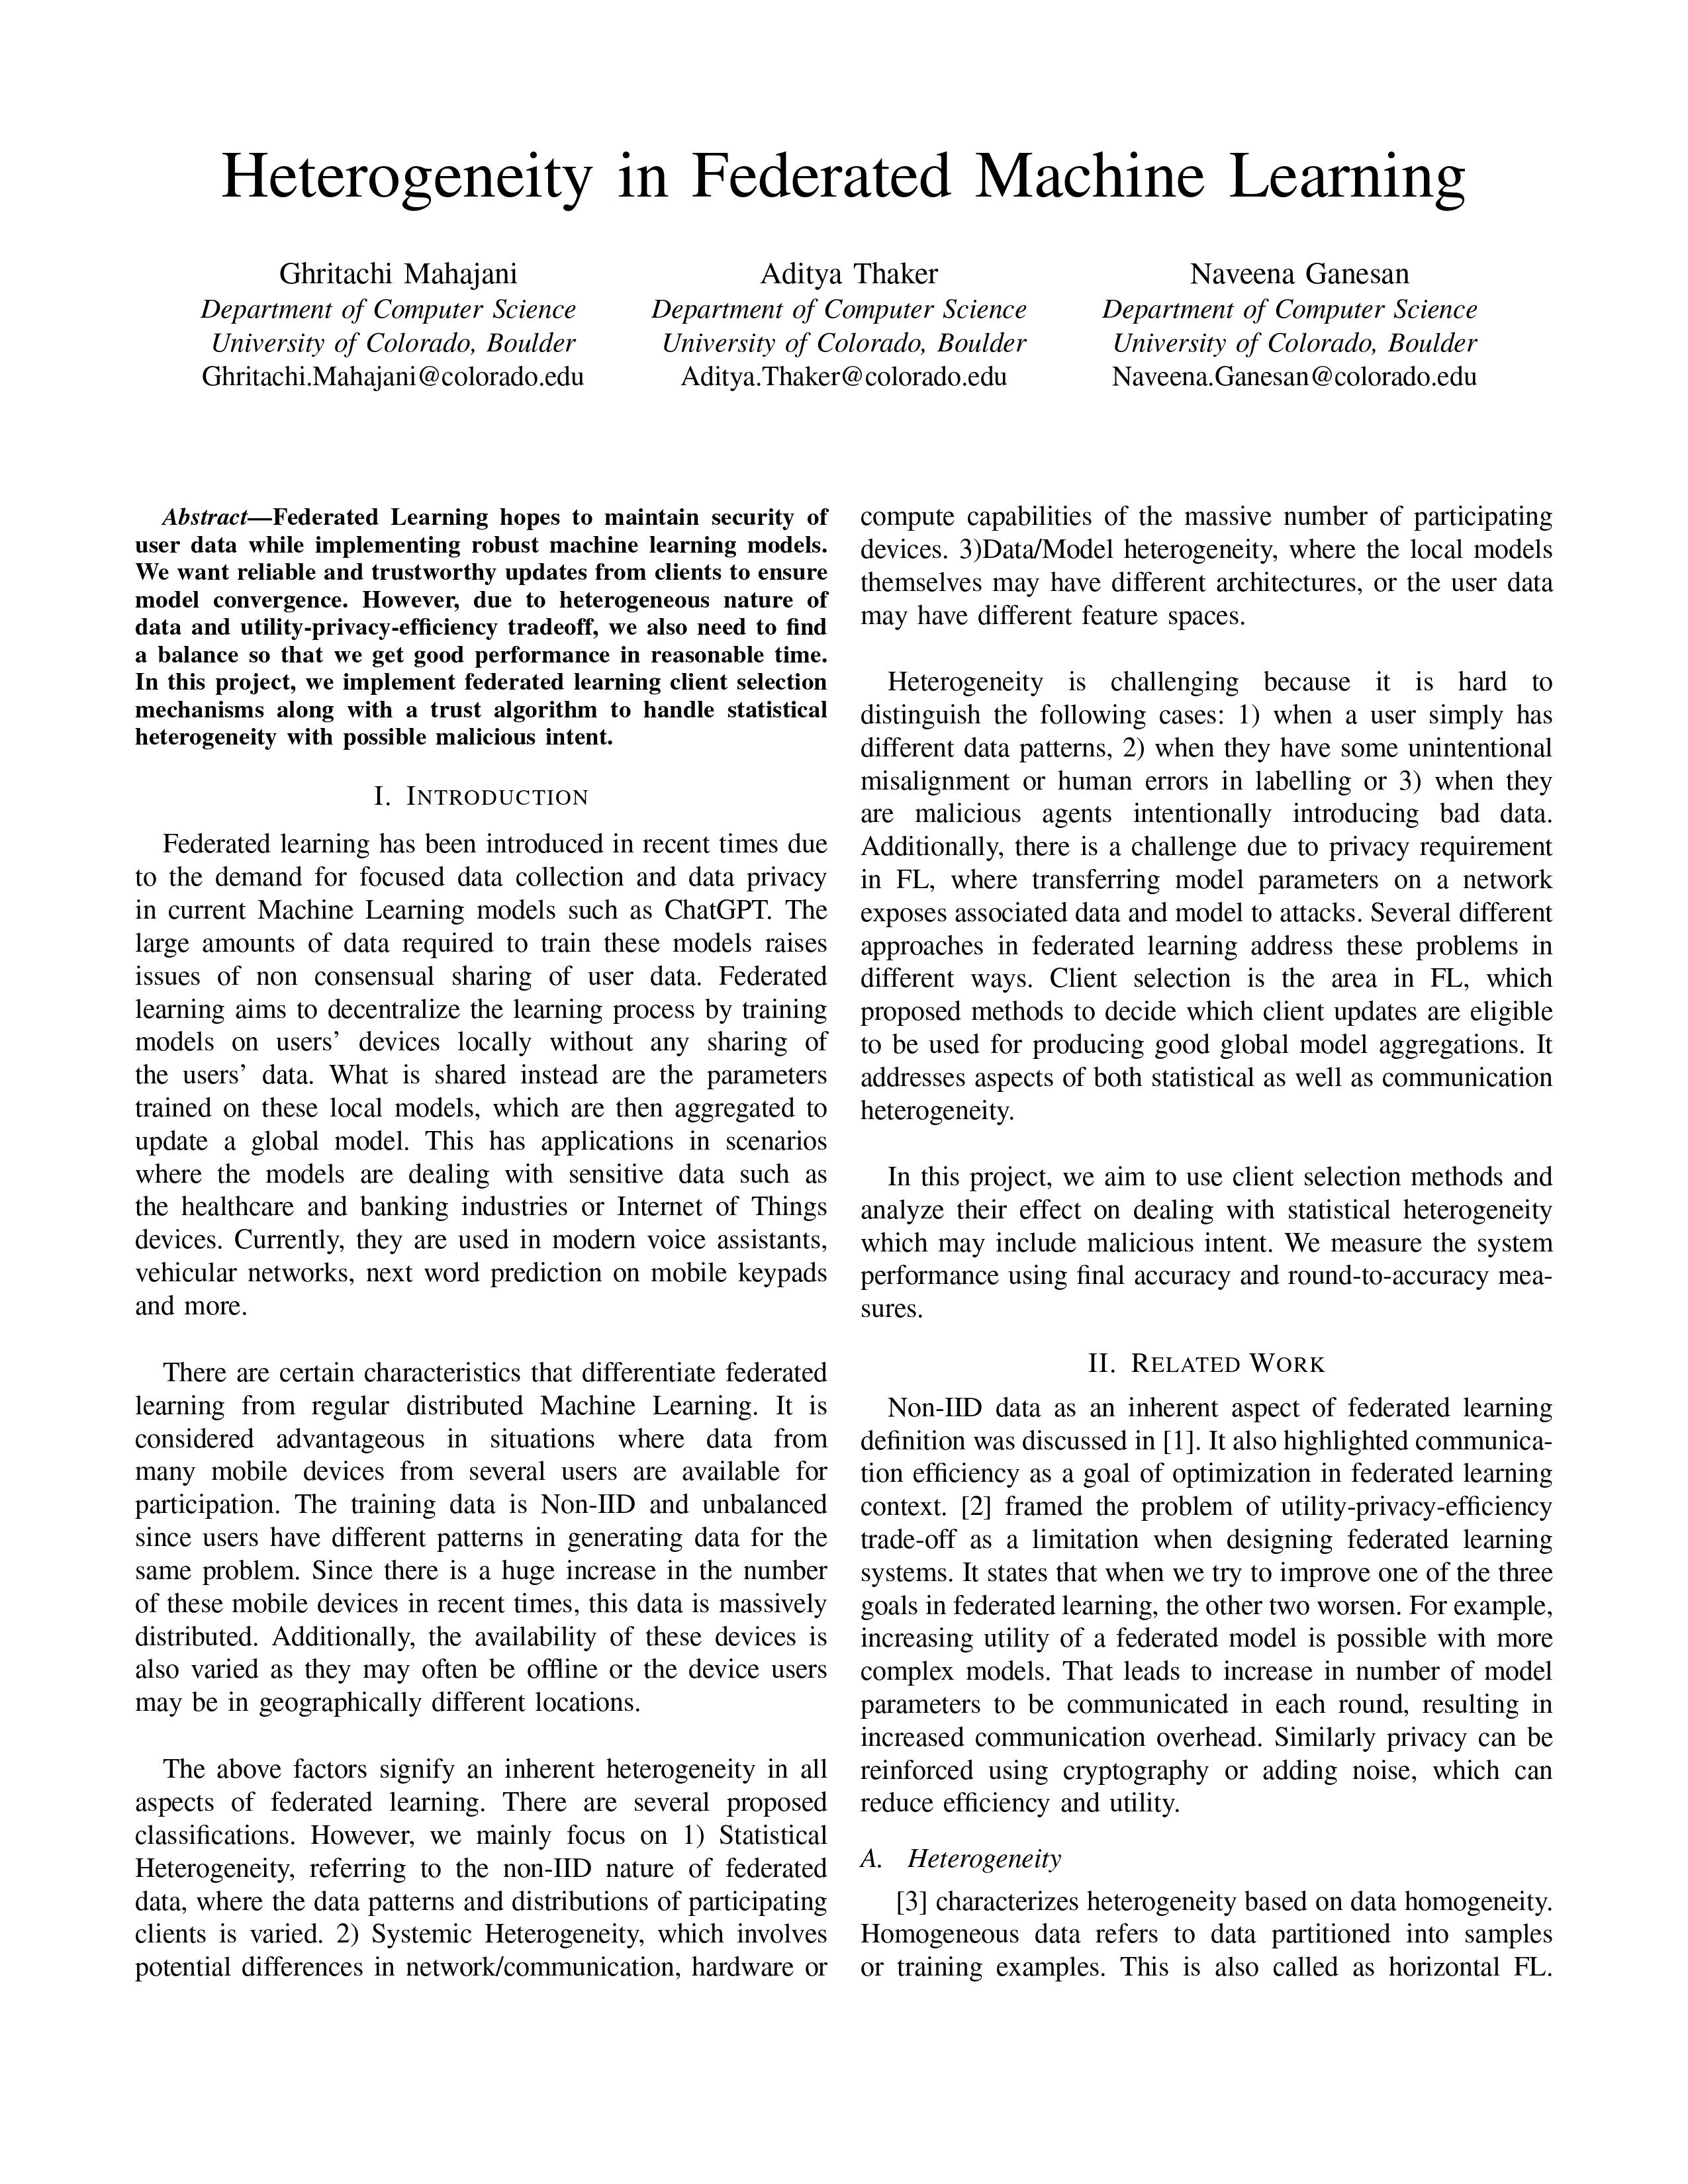 Heterogeneity in Federated Machine Learning
Ghritachi Mahajani
Department of Computer Science
University of Colorado, Boulder
Ghritachi.Mahajani@colorado.edu
Aditya Thaker
Department of Computer Science
University of Colorado, Boulder
Aditya.Thaker@colorado.edu
Naveena Ganesan
Department of Computer Science
University of Colorado, Boulder
Naveena.Ganesan@colorado.edu
Abstract—Federated Learning hopes to maintain security of
user data while implementing robust machine learning models.
We want reliable and trustworthy updates from clients to ensure
model convergence. However, due to heterogeneous nature of
data and utility-privacy-efficiency tradeoff, we also need to find
a balance so that we get good performance in reasonable time.
In this project, we implement federated learning client selection
mechanisms along with a trust algorithm to handle statistical
heterogeneity with possible malicious intent.
I. INTRODUCTION
Federated learning has been introduced in recent times due
to the demand for focused data collection and data privacy
in current Machine Learning models such as ChatGPT. The
large amounts of data required to train these models raises
issues of non consensual sharing of user data. Federated
learning aims to decentralize the learning process by training
models on users' devices locally without any sharing of
the users' data. What is shared instead are the parameters
trained on these local models, which are then aggregated to
update a global model. This has applications in scenarios
where the models are dealing with sensitive data such as
the healthcare and banking industries or Internet of Things
devices. Currently, they are used in modern voice assistants,
vehicular networks, next word prediction on mobile keypads
and more.
There are certain characteristics that differentiate federated
learning from regular distributed Machine Learning. It is
considered advantageous in situations where data from
many mobile devices from several users are available for
participation. The training data is Non-IID and unbalanced
since users have different patterns in generating data for the
same problem. Since there is a huge increase in the number
of these mobile devices in recent times, this data is massively
distributed. Additionally, the availability of these devices is
also varied as they may often be offline or the device users
may be in geographically different locations.
The above factors signify an inherent heterogeneity in all
aspects of federated learning. There are several proposed
classifications. However, we mainly focus on 1) Statistical
Heterogeneity, referring to the non-IID nature of federated
data, where the data patterns and distributions of participating
clients is varied. 2) Systemic Heterogeneity, which involves
potential differences in network/communication, hardware or
compute capabilities of the massive number of participating
devices. 3)Data/Model heterogeneity, where the local models
themselves may have different architectures, or the user data
may have different feature spaces.
Heterogeneity is challenging because it is hard to
distinguish the following cases: 1) when a user simply has
different data patterns, 2) when they have some unintentional
misalignment or human errors in labelling or 3) when they
are malicious agents intentionally introducing bad data.
Additionally, there is a challenge due to privacy requirement
in FL, where transferring model parameters on a network
exposes associated data and model to attacks. Several different
approaches in federated learning address these problems in
different ways. Client selection is the area in FL, which
proposed methods to decide which client updates are eligible
to be used for producing good global model aggregations. It
addresses aspects of both statistical as well as communication
heterogeneity.
In this project, we aim to use client selection methods and
analyze their effect on dealing with statistical heterogeneity
which may include malicious intent. We measure the system
performance using final accuracy and round-to-accuracy mea-
sures.
II. RELATED WORK
Non-IID data as an inherent aspect of federated learning
definition was discussed in [1]. It also highlighted communica-
tion efficiency as a goal of optimization in federated learning
context. [2] framed the problem of utility-privacy-efficiency
trade-off as a limitation when designing federated learning
systems. It states that when we try to improve one of the three
goals in federated learning, the other two worsen. For example,
increasing utility of a federated model is possible with more
complex models. That leads to increase in number of model
parameters to be communicated in each round, resulting in
increased communication overhead. Similarly privacy can be
reinforced using cryptography or adding noise, which can
reduce efficiency and utility.
A. Heterogeneity
[3] characterizes heterogeneity based on data homogeneity.
Homogeneous data refers to data partitioned into samples
or training examples. This is also called as horizontal FL.